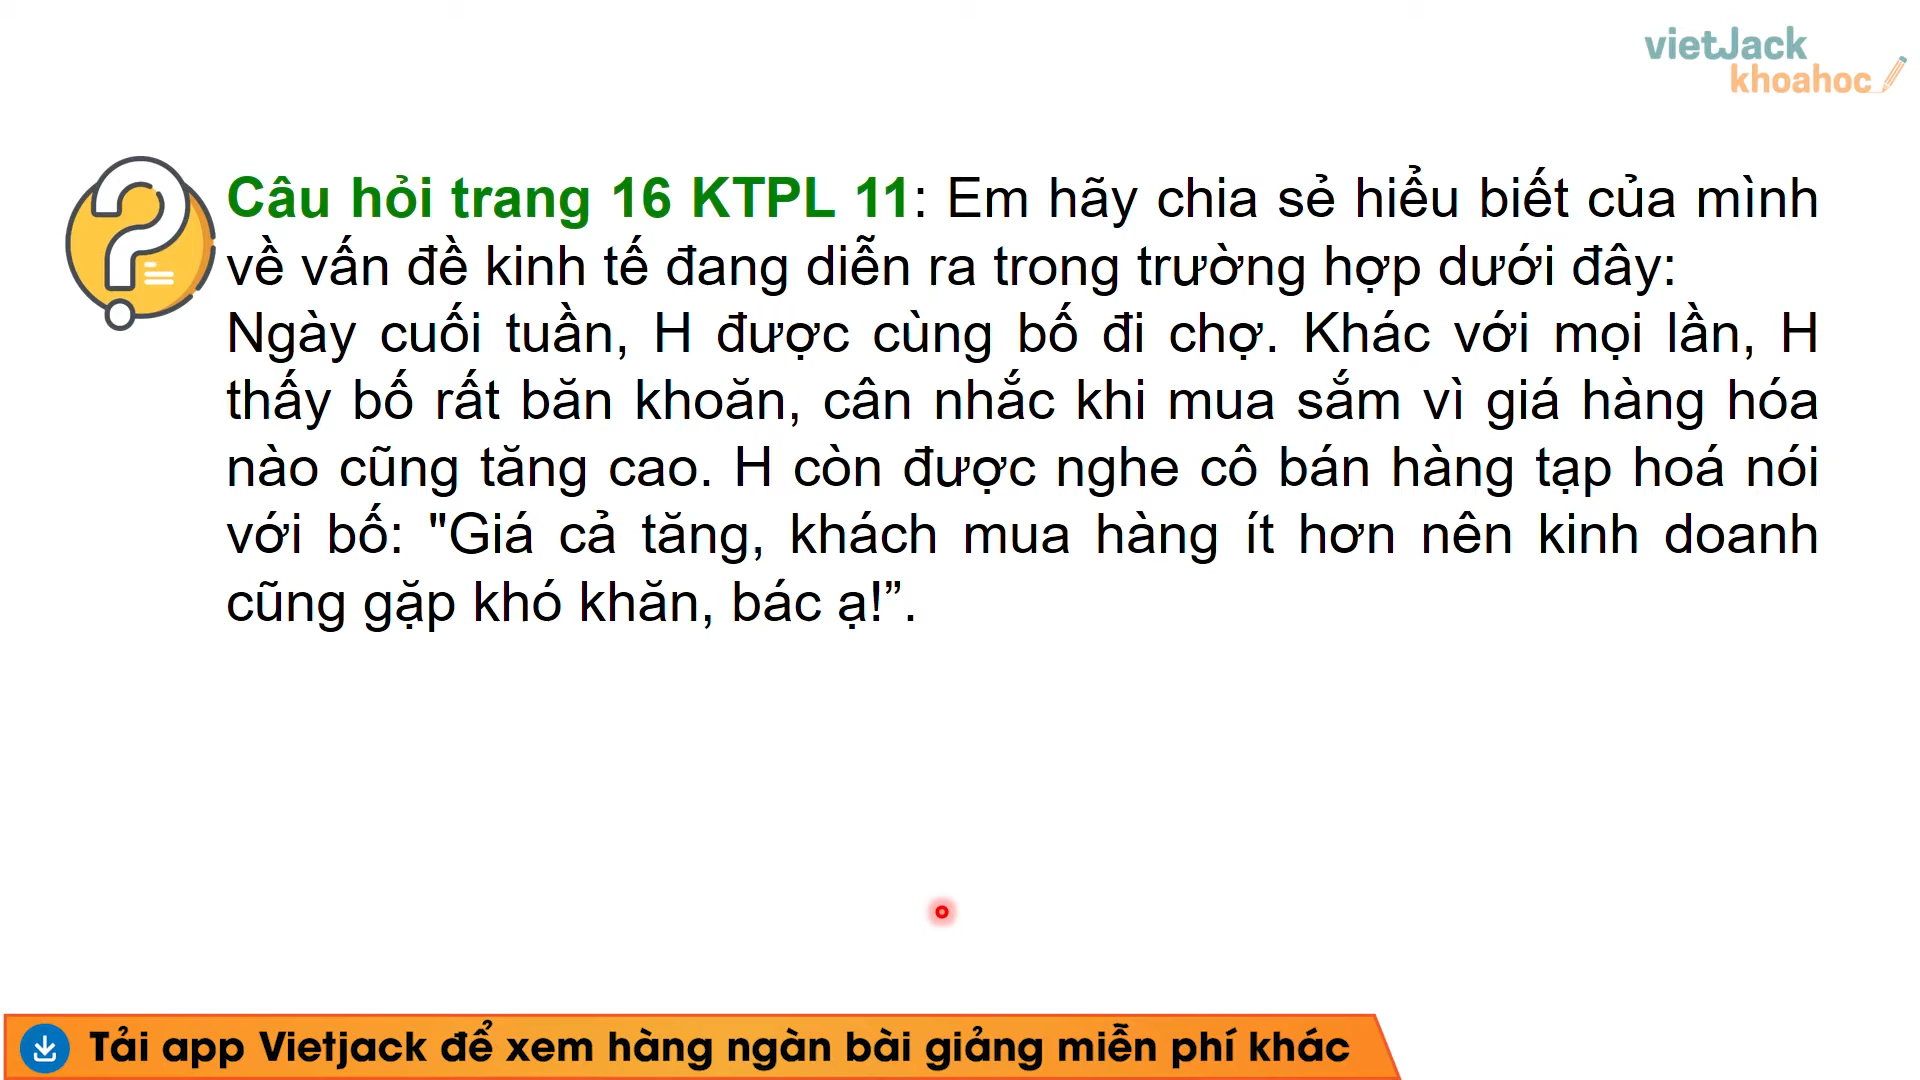 vietJack
khoahoc
Câu hỏi trang 16 KTPL 11: Em hãy chia sẻ hiểu biết của mình
về vấn đề kinh tế đang diễn ra trong trường hợp dưới đây:
Ngày cuối tuần, H được cùng bố đi chợ. Khác với mọi lần, H
thấy bố rất băn khoăn, cân nhắc khi mua sắm vì giá hàng hóa
nào cũng tăng cao. H còn được nghe cô bán hàng tạp hoá nói
với bố: "Giá cả tăng, khách mua hàng ít hơn nên kinh doanh
cũng gặp khó khăn, bác ạ!”.
Tải app Vietjack để xem hàng ngàn bài giảng miễn phí khác